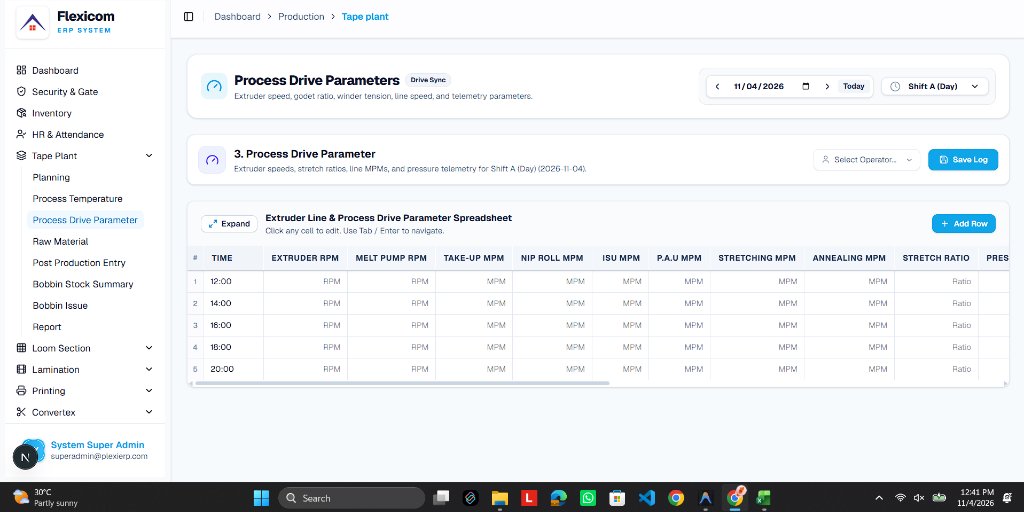 Flexicom
ERP SYSTEM
Dashboard
Security & Gate
Inventory
HR & Attendance
Tape Plant
Planning
Process Temperature
Process Drive Parameter
Raw Material
Post Production Entry
Bobbin Stock Summary
Bobbin Issue
Report
Loom Section
Lamination
Printing
Convertex
N
System Super Admin
superadmin@plexierp.com
Dashboard > Production > Tape plant
Process Drive Parameters Drive Sync
Extruder speed, godet ratio, winder tension, line speed, and telemetry parameters.
11/04/2026 Today Shift A (Day)
3. Process Drive Parameter
Extruder speeds, stretch ratios, line MPMs, and pressure telemetry for Shift A (Day) (2026-11-04).
Select Operator... Save Log
Expand
Extruder Line & Process Drive Parameter Spreadsheet
Click any cell to edit. Use Tab / Enter to navigate.
+ Add Row
# TIME EXTRUDER RPM MELT PUMP RPM TAKE-UP MPM NIP ROLL MPM ISU MPM P.A.U MPM STRETCHING MPM ANNEALING MPM STRETCH RATIO PRES
1 12:00 RPM RPM MPM MPM MPM MPM MPM MPM Ratio
2 14:00 RPM RPM MPM MPM MPM MPM MPM MPM Ratio
3 16:00 RPM RPM MPM MPM MPM MPM MPM MPM Ratio
4 18:00 RPM RPM MPM MPM MPM MPM MPM MPM Ratio
5 20:00 RPM RPM MPM MPM MPM MPM MPM MPM Ratio
30°C
Partly sunny
Search
L
12:41 PM
11/4/2026